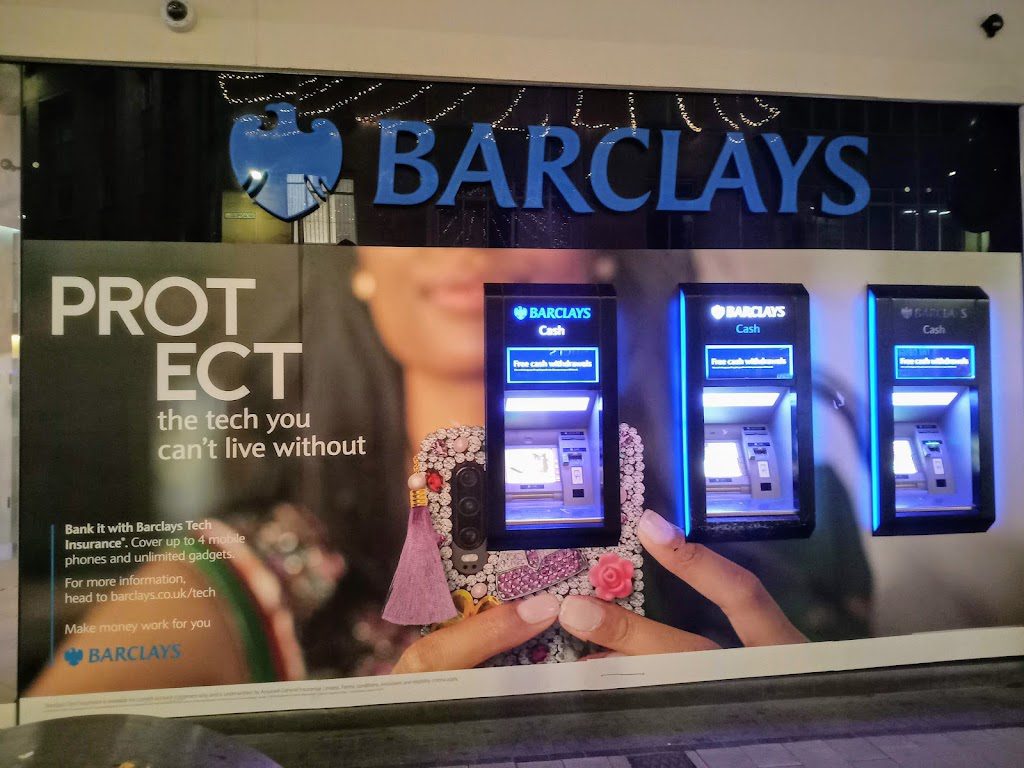 BARCLAYS
PROT
ECT
the tech you
can't live without
Bank it with Barclays Tech
Insurance*. Cover up to 4 mobile
phones and unlimited gadgets.
For more information,
head to barclays.co.uk/tech
Make money work for you
BARCLAYS
BARCLAYS
Cash
Free cash withdrawals
BARCLAYS
Cash
Free cash withdrawals
BARCLAYS
Cash
Free cash withdrawals